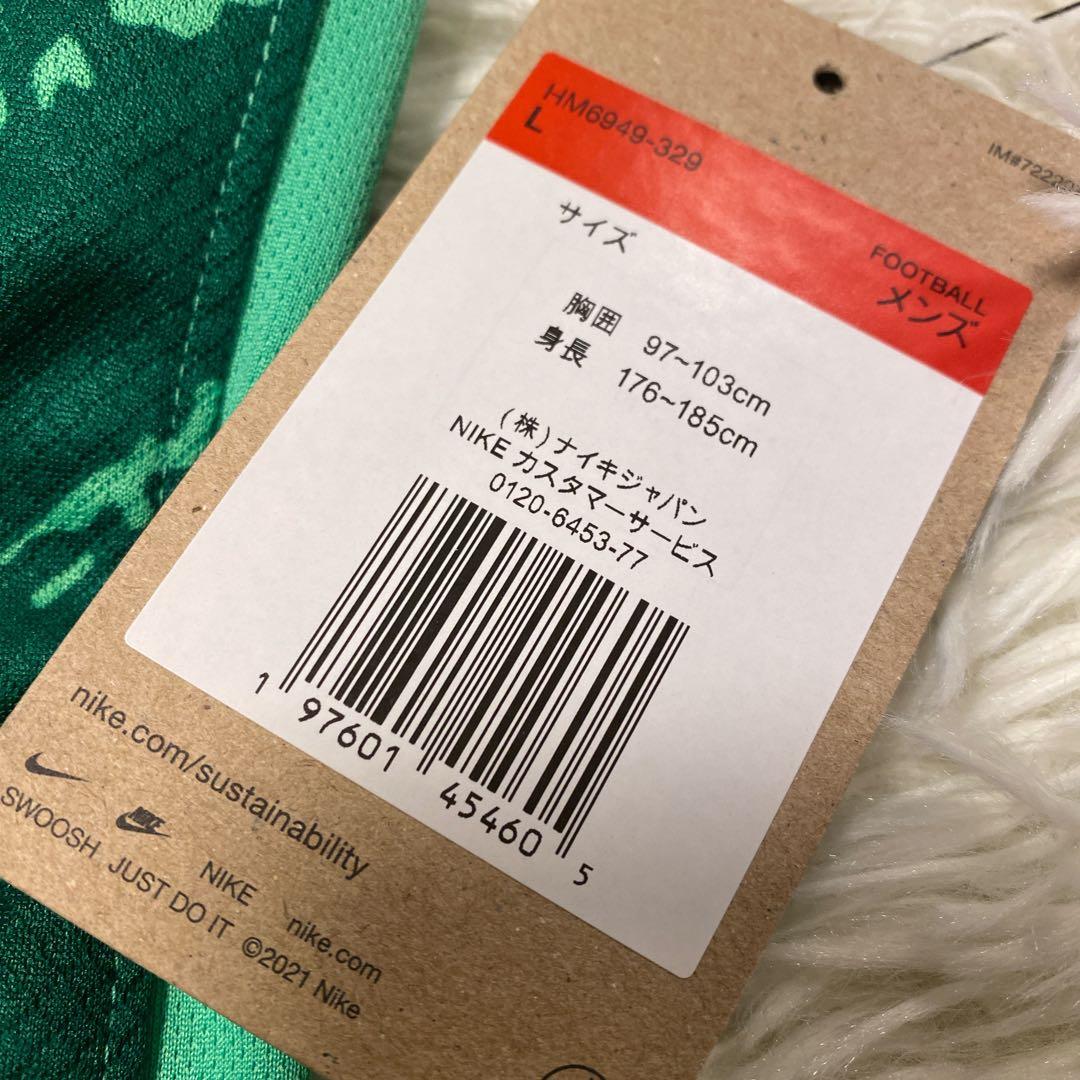 HM6949-329
L
FOOTBALL
メンズ
サイズ
胸囲 97~103cm
身長 176~185cm
(株)ナイキジャパン
NIKE カスタマーサービス
0120-6453-77
1 97601 45460 5
nike.com/sustainability
NIKE nike.com
SWOOSH JUST DO IT ©2021 Nike